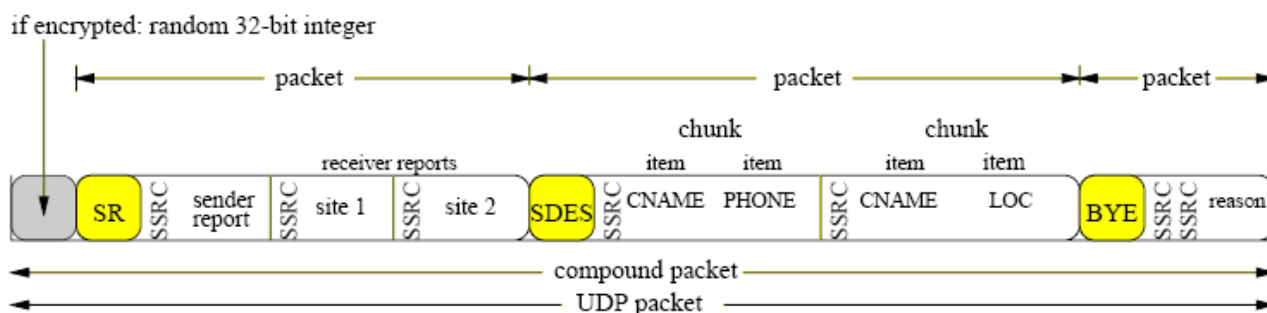 if encrypted: random 32-bit integer
packet packet packet
chunk chunk
receiver reports item item item item
SR SSRC sender report SSRC site 1 SSRC site 2 SDES SSRC CNAME PHONE SSRC CNAME LOC BYE SSRC SSRC reason
compound packet
UDP packet